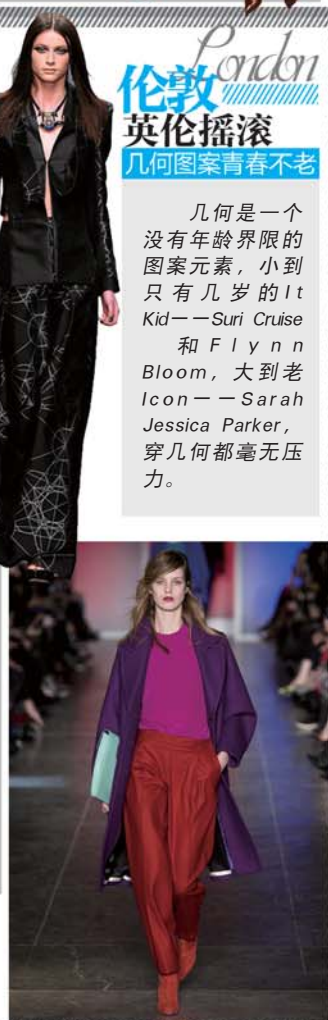 London
伦敦
英伦摇滚
几何图案青春不老
几何是一个
没有年龄界限的
图案元素，小到
只有几岁的It
Kid——Suri Cruise
和Flynn
Bloom，大到老
Icon——Sarah
Jessica Parker，
穿几何都毫无压
力。